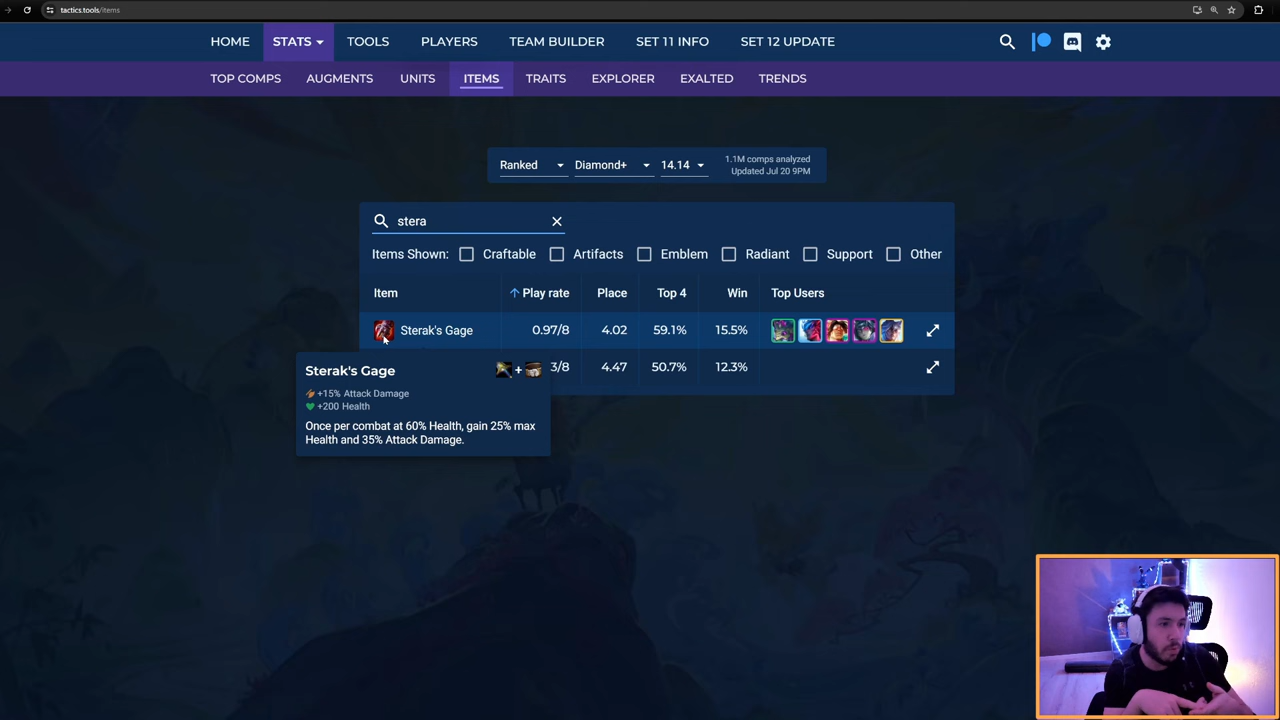 tactics.tools/items
HOME STATS TOOLS PLAYERS TEAM BUILDER SET 11 INFO SET 12 UPDATE
TOP COMPS AUGMENTS UNITS ITEMS TRAITS EXPLORER EXALTED TRENDS
Ranked Diamond+ 14.14 1.1M comps analyzed
Updated Jul 20 9PM
stera
Items Shown: Craftable Artifacts Emblem Radiant Support Other
Item Play rate Place Top 4 Win Top Users
Sterak's Gage 0.97/8 4.02 59.1% 15.5%
3/8 4.47 50.7% 12.3%
Sterak's Gage +
+15% Attack Damage
+200 Health
Once per combat at 60% Health, gain 25% max
Health and 35% Attack Damage.